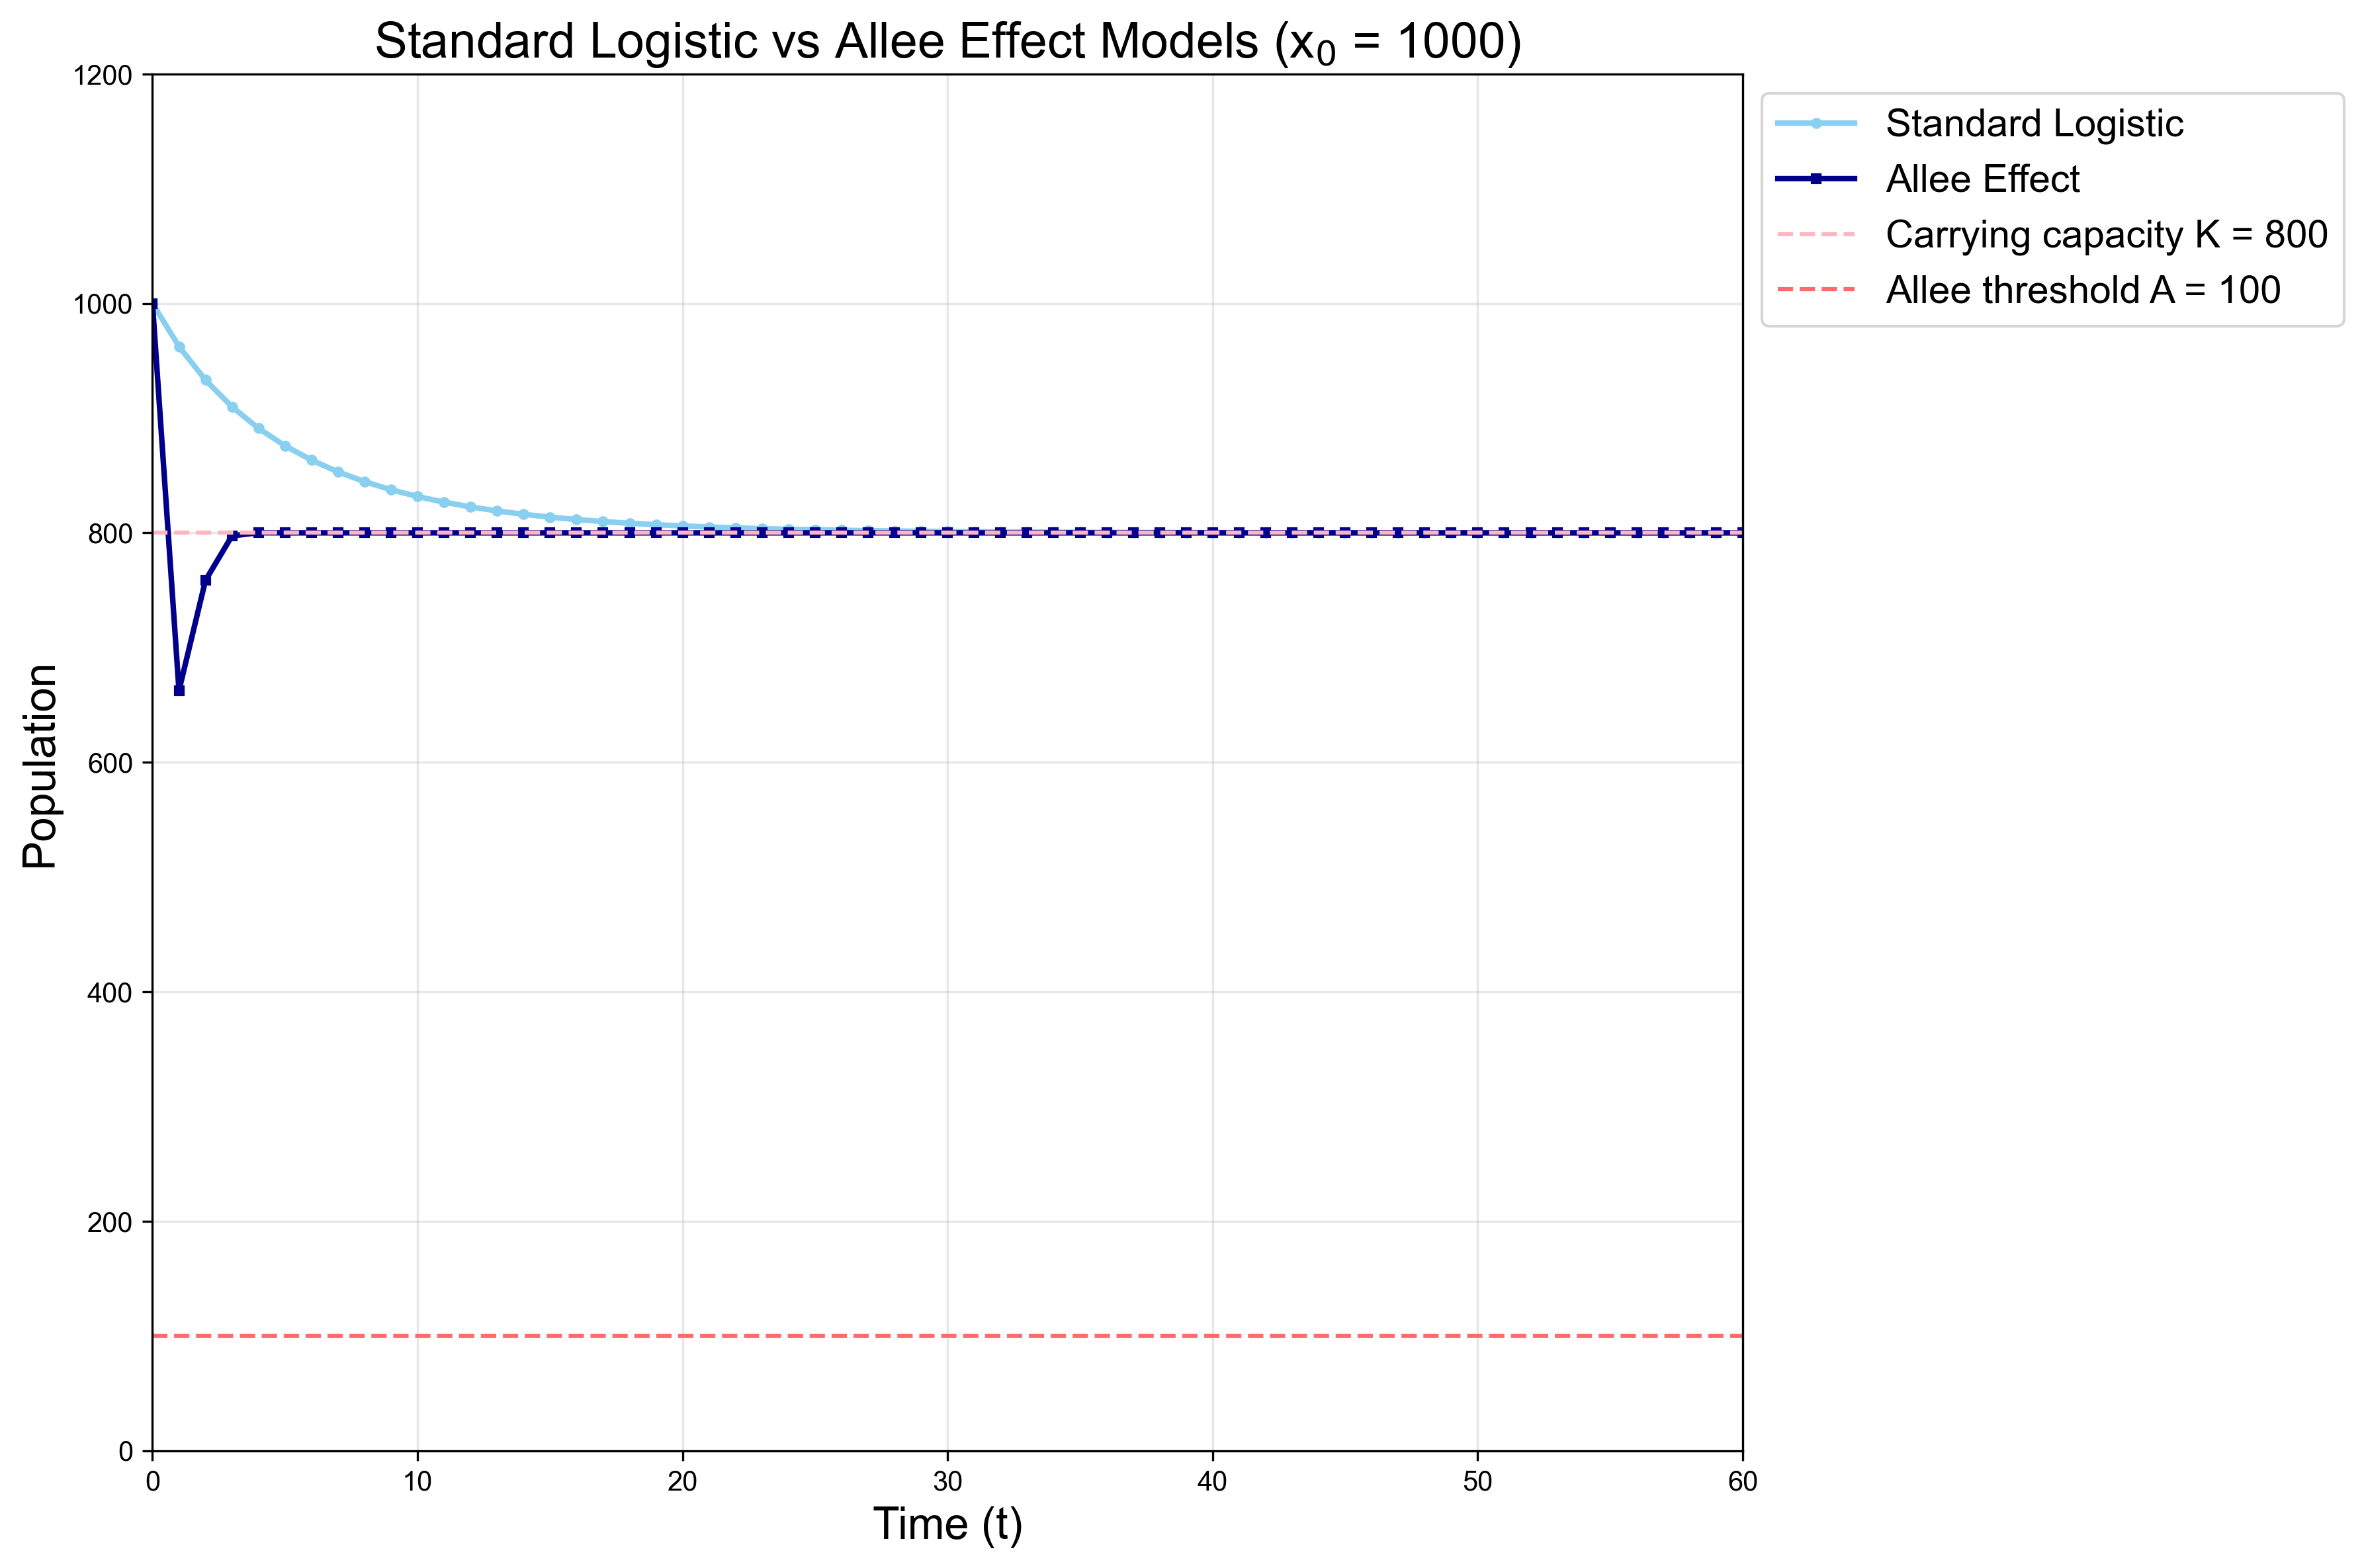 Standard Logistic vs Allee Effect Models (x₀ = 1000)
1200
1000
800
600
400
200
0
Population
0 10 20 30 40 50 60
Time (t)
Standard Logistic
Allee Effect
Carrying capacity K = 800
Allee threshold A = 100